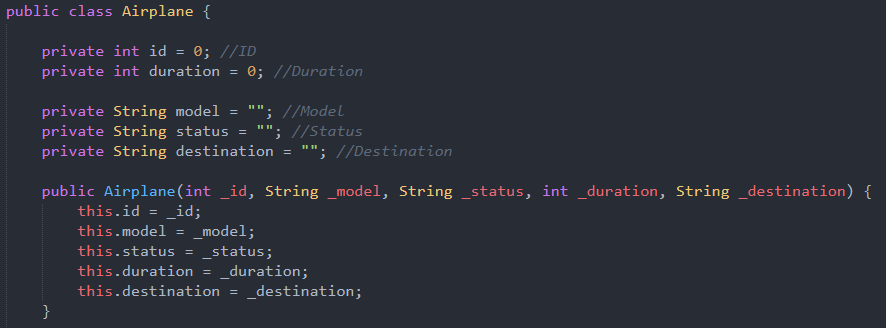 public class Airplane {
private int id = 0; //ID
private int duration = 0; //Duration
private String model = ""; //Model
private String status = ""; //Status
private String destination = ""; //Destination
public Airplane(int _id, String _model, String _status, int _duration, String _destination) {
this.id = _id;
this.model = _model;
this.status = _status;
this.duration = _duration;
this.destination = _destination;
}